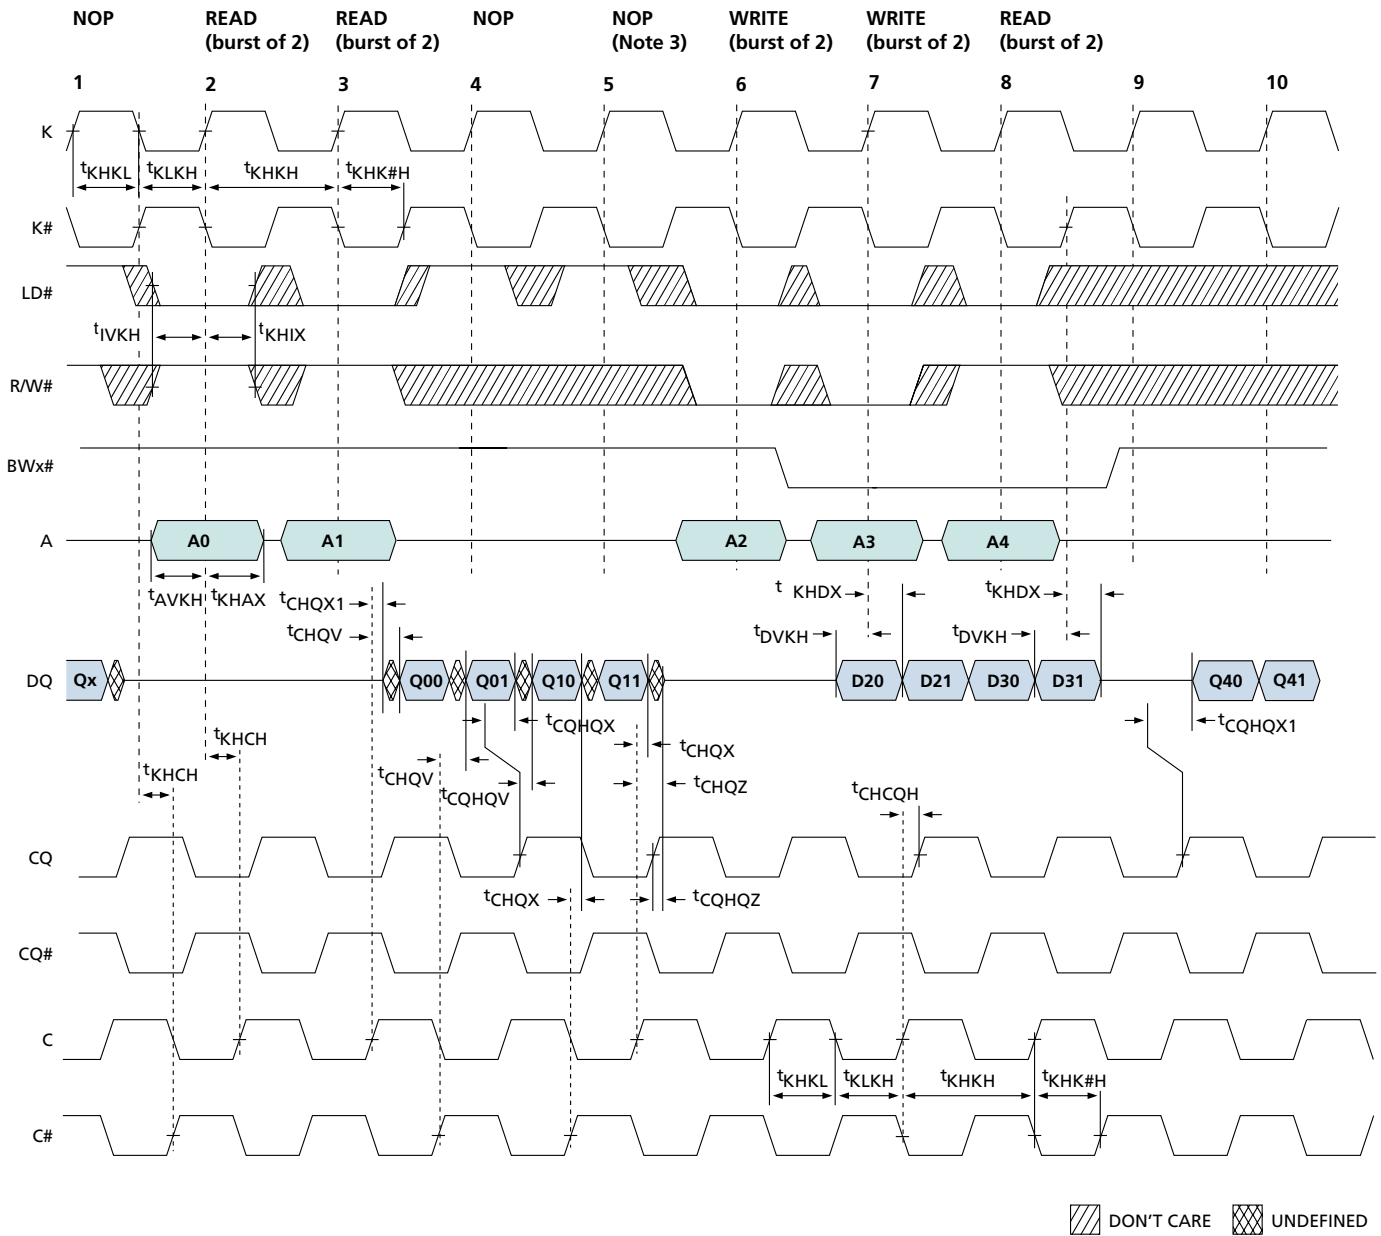 NOP READ READ NOP NOP WRITE WRITE READ
(burst of 2) (burst of 2) (Note 3) (burst of 2) (burst of 2) (burst of 2)
1 2 3 4 5 6 7 8 9 10
K
tKHKL tKLKH tKHKH tKHK#H
K#
LD#
tIVKH tKHIX
R/W#
BWx#
A A0 A1 A2 A3 A4
tAVKH tKHAX tCHQX1 t KHDX tKHDX
tCHQV tDVKH tDVKH
DQ Qx Q00 Q01 Q10 Q11 D20 D21 D30 D31 Q40 Q41
tCQHQX tCQHQX1
tKHCH tCHQX
tKHCH tCHQV tCQHQV tCHQZ tCHCQH
CQ
tCHQX tCQHQZ
CQ#
C
tKHKL tKLKH tKHKH tKHK#H
C#
DON'T CARE UNDEFINED